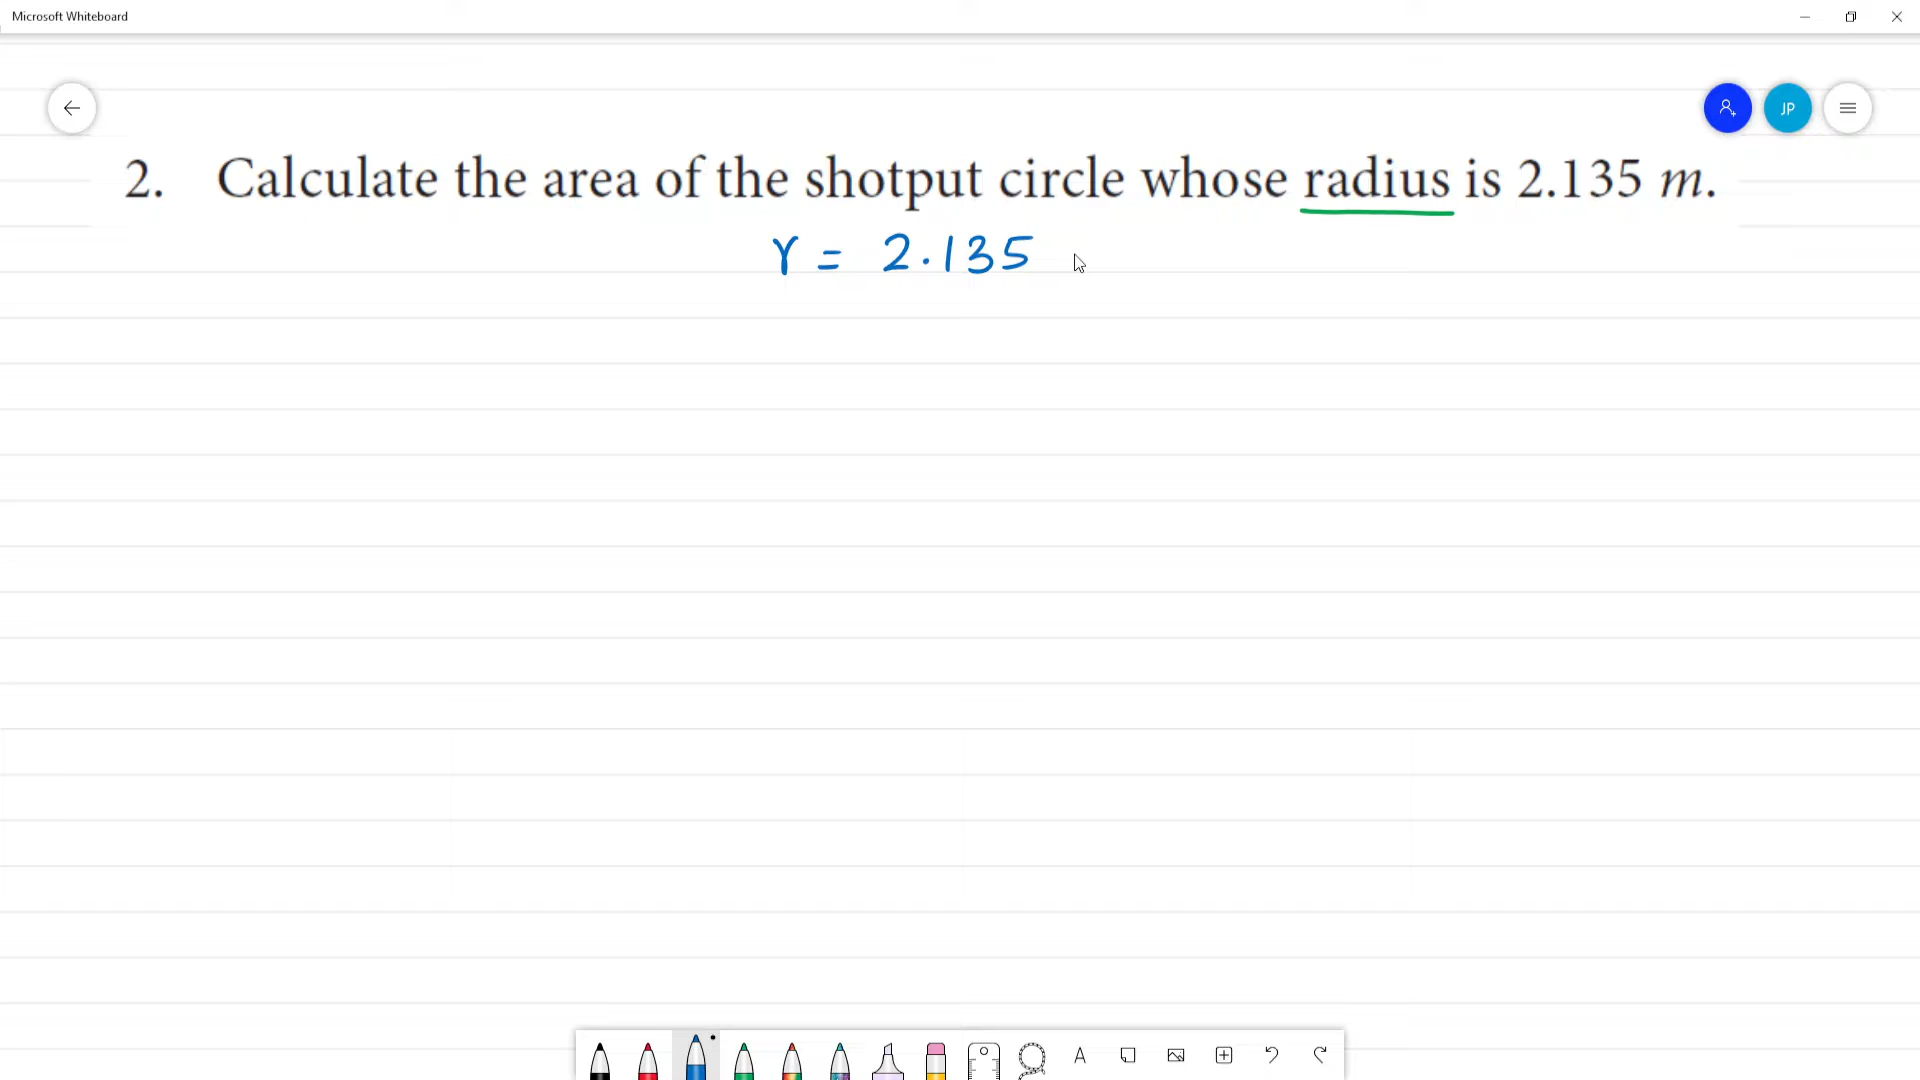 Microsoft Whiteboard
JP
2. Calculate the area of the shotput circle whose radius is 2.135 m.
r = 2.135
A